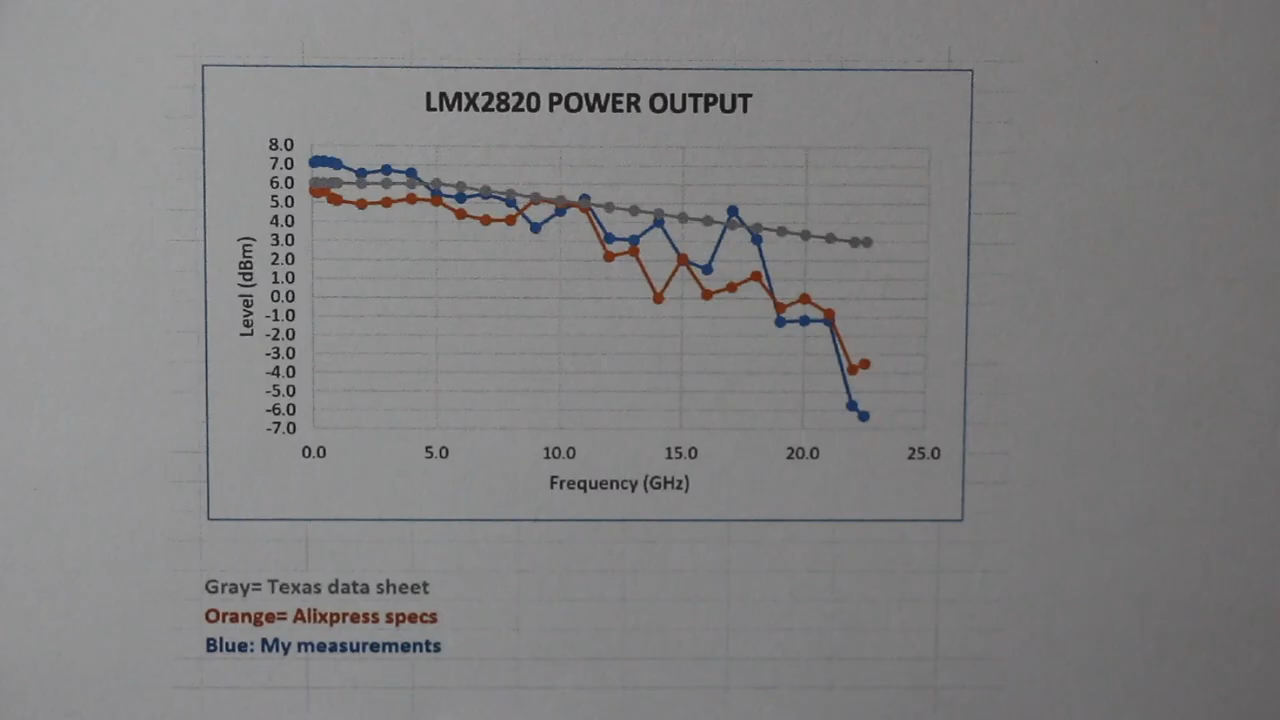 LMX2820 POWER OUTPUT
8.0
7.0
6.0
5.0
4.0
3.0
2.0
1.0
0.0
-1.0
-2.0
-3.0
-4.0
-5.0
-6.0
-7.0
Level (dBm)
0.0 5.0 10.0 15.0 20.0 25.0
Frequency (GHz)
Gray= Texas data sheet
Orange= Alixpress specs
Blue: My measurements